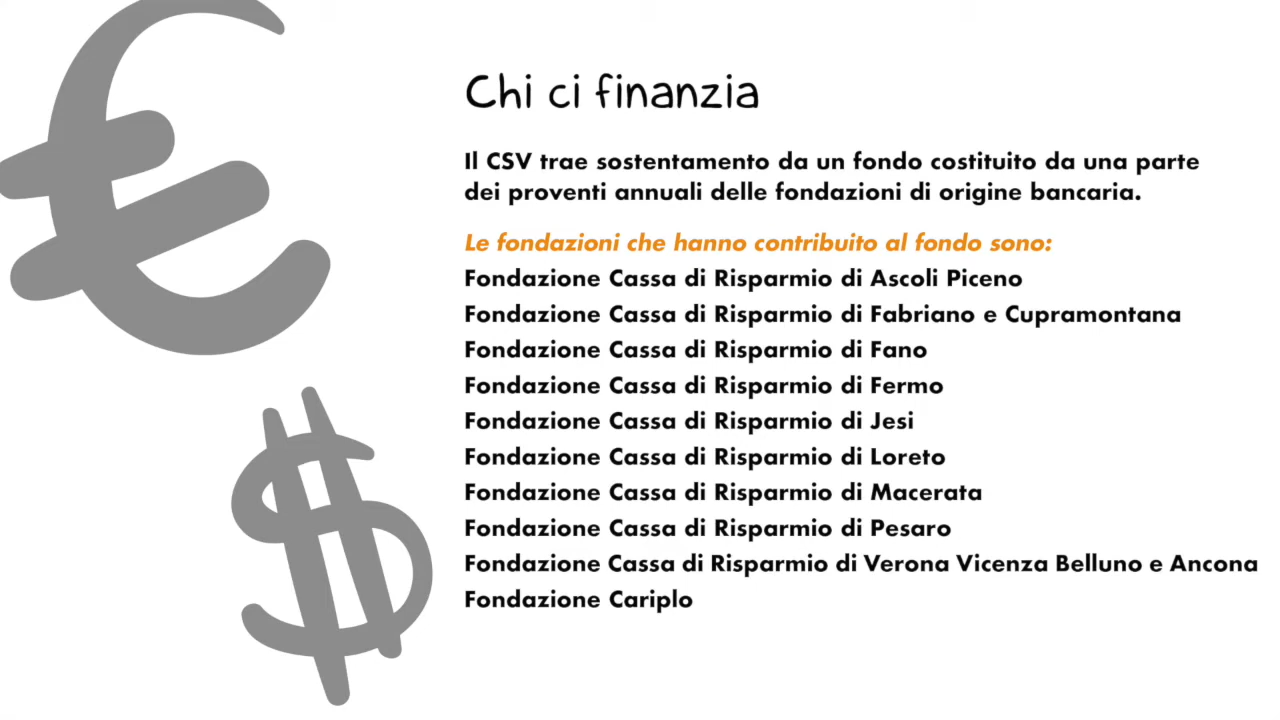 Chi ci finanzia
Il CSV trae sostentamento da un fondo costituito da una parte
dei proventi annuali delle fondazioni di origine bancaria.
Le fondazioni che hanno contribuito al fondo sono:
Fondazione Cassa di Risparmio di Ascoli Piceno
Fondazione Cassa di Risparmio di Fabriano e Cupramontana
Fondazione Cassa di Risparmio di Fano
Fondazione Cassa di Risparmio di Fermo
Fondazione Cassa di Risparmio di Jesi
Fondazione Cassa di Risparmio di Loreto
Fondazione Cassa di Risparmio di Macerata
Fondazione Cassa di Risparmio di Pesaro
Fondazione Cassa di Risparmio di Verona Vicenza Belluno e Ancona
Fondazione Cariplo
€
$